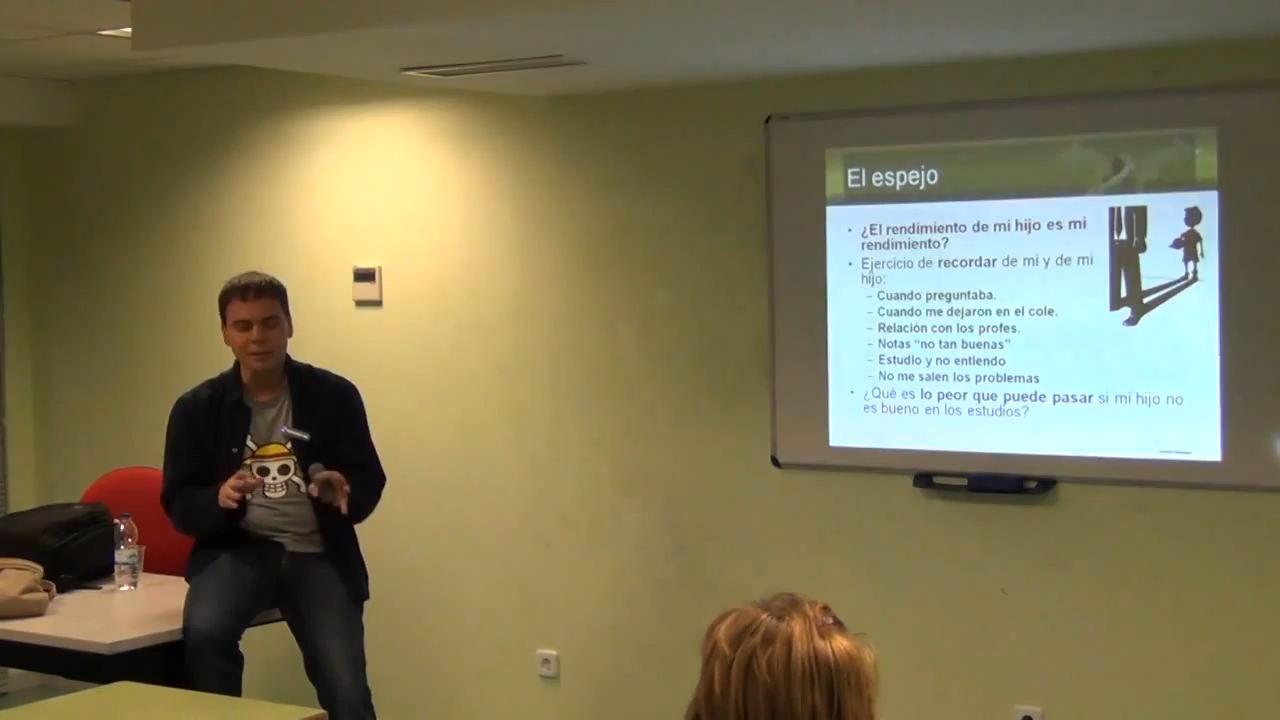 El espejo
• ¿El rendimiento de mi hijo es mi
rendimiento?
• Ejercicio de recordar de mi y de mi
hijo:
– Cuando preguntaba.
– Cuando me dejaron en el cole.
– Relación con los profes.
– Notas “no tan buenas”
– Estudio y no entiendo
– No me salen los problemas
• ¿Qué es lo peor que puede pasar si mi hijo no
es bueno en los estudios?